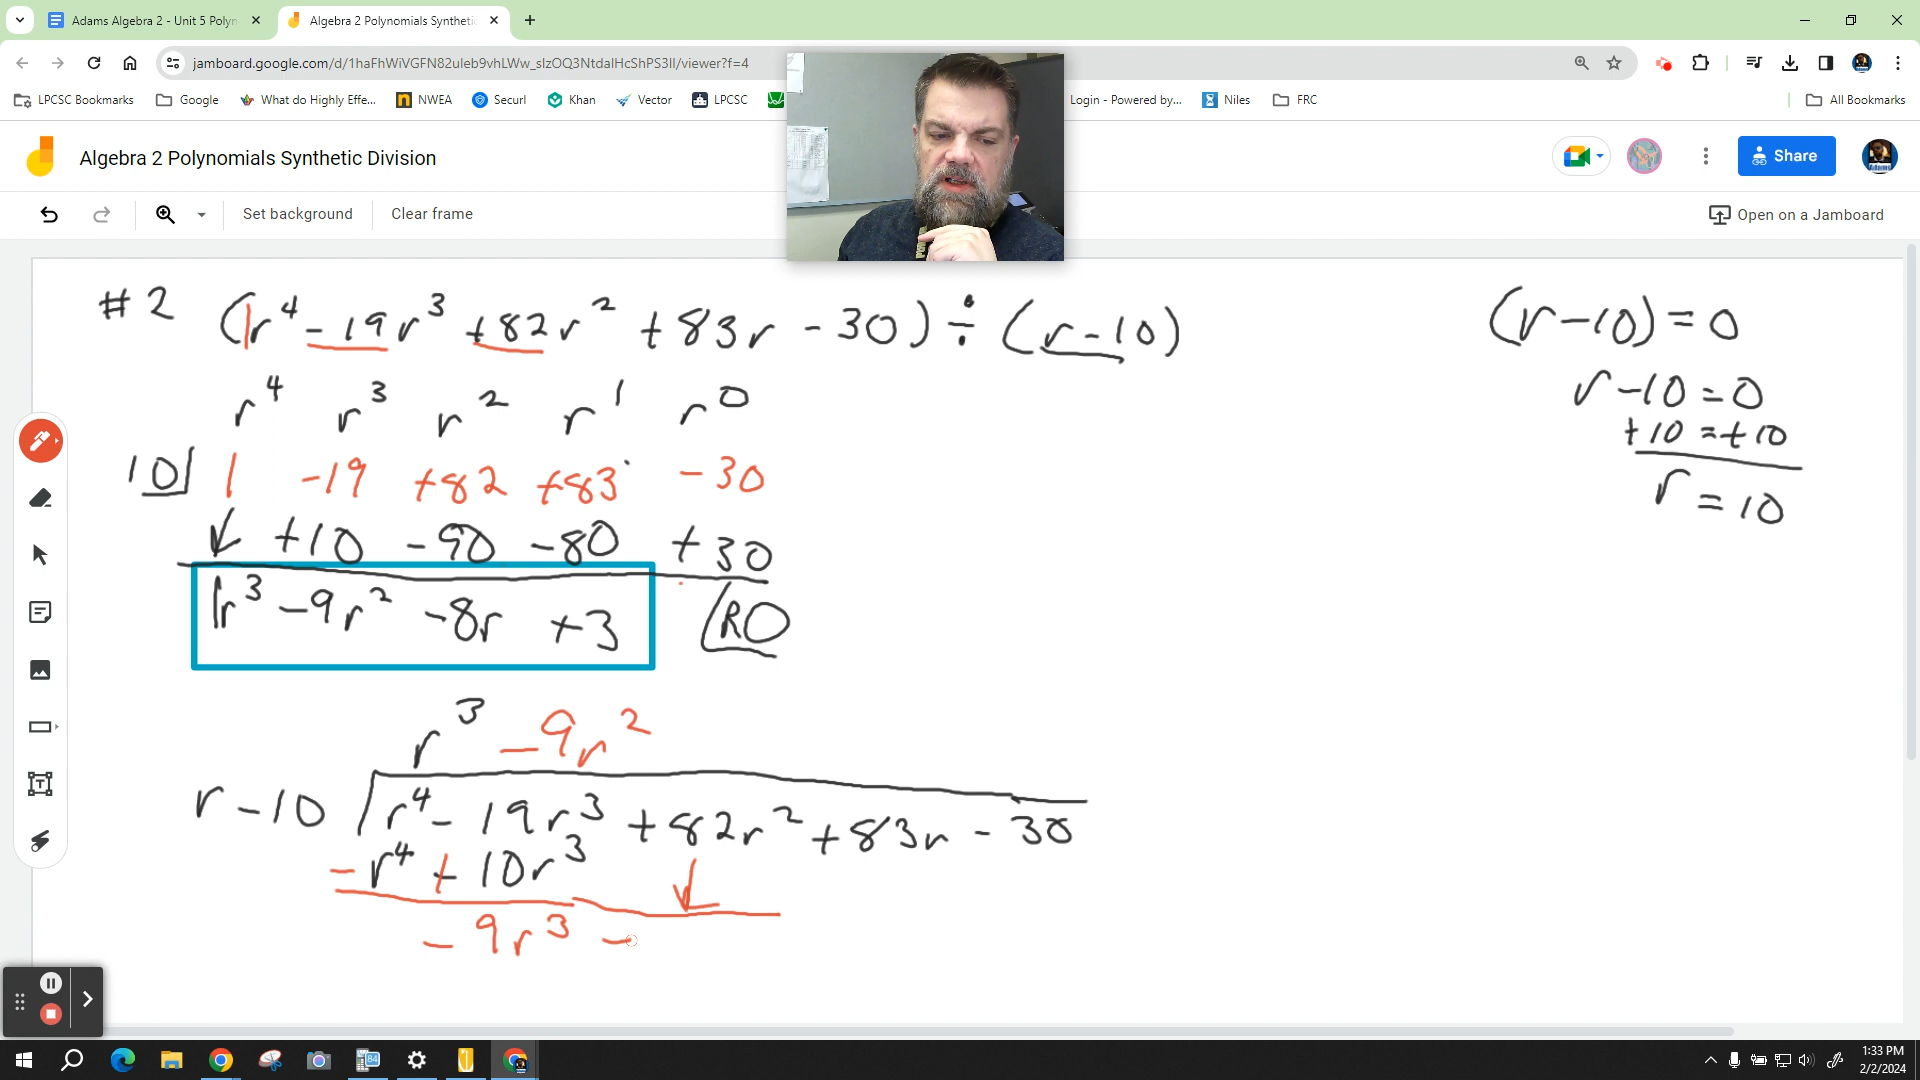 Adams Algebra 2 - Unit 5 Polyn
Algebra 2 Polynomials Synthetic
jamboard.google.com/d/1haFhWiVGFN82uleb9vhLWw_slzOQ3NtdalHcShPS3lI/viewer?f=4
LPCSC Bookmarks
Google
What do Highly Effe...
NWEA
Securl
Khan
Vector
LPCSC
Login - Powered by...
Niles
FRC
All Bookmarks
Algebra 2 Polynomials Synthetic Division
Share
Set background
Clear frame
Open on a Jamboard
#2 (1r⁴ - 19r³ + 82r² + 83r - 30) ÷ (r - 10)
(r - 10) = 0
r - 10 = 0
+10 = +10
r = 10
r⁴ r³ r² r¹ r⁰
10| 1 -19 +82 +83 -30
+10 -90 -80 +30
1r³ - 9r² - 8r + 3 R0
r³ - 9r²
r - 10 r⁴ - 19r³ + 82r² + 83r - 30
- r⁴ + 10r³
- 9r³ -
84
1:33 PM
2/2/2024